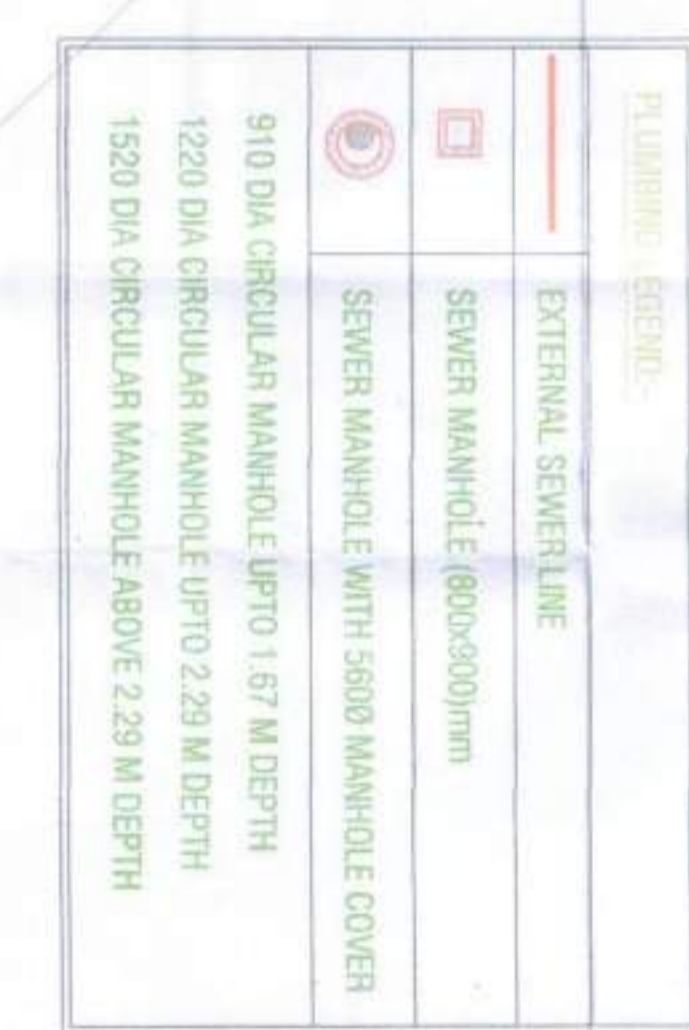 PLUMBING LEGEND:-
EXTERNAL SEWER LINE
SEWER MANHOLE (800x900)mm
SEWER MANHOLE WITH 560Ø MANHOLE COVER
910 DIA CIRCULAR MANHOLE UPTO 1.67 M DEPTH
1220 DIA CIRCULAR MANHOLE UPTO 2.29 M DEPTH
1520 DIA CIRCULAR MANHOLE ABOVE 2.29 M DEPTH